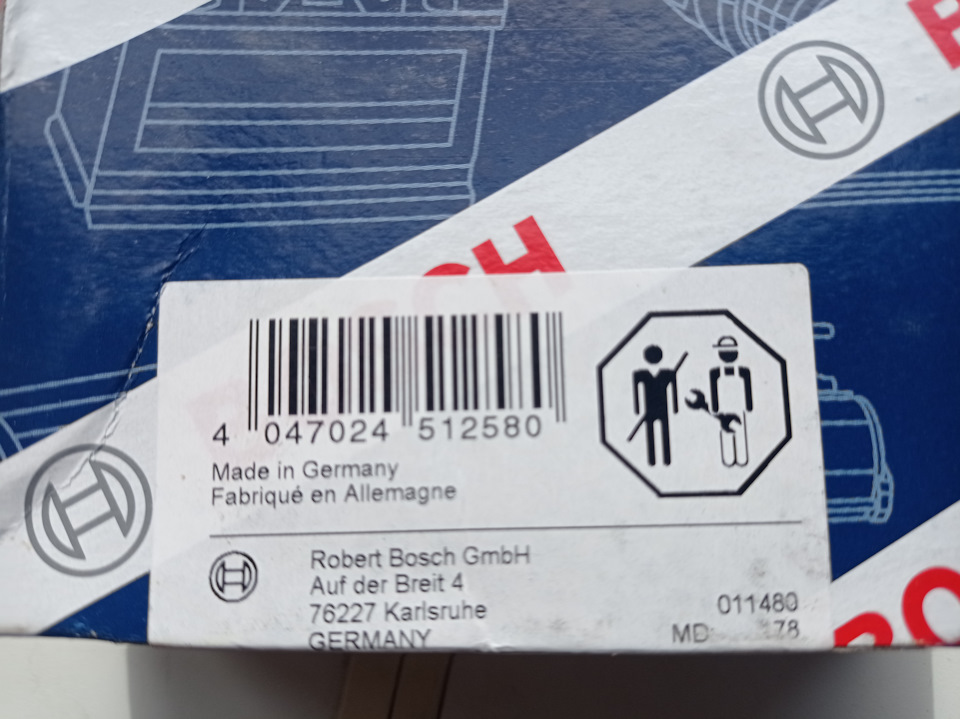 BOSCH
4 047024 512580
Made in Germany
Fabriqué en Allemagne
Robert Bosch GmbH
Auf der Breit 4
76227 Karlsruhe
GERMANY
011480
78